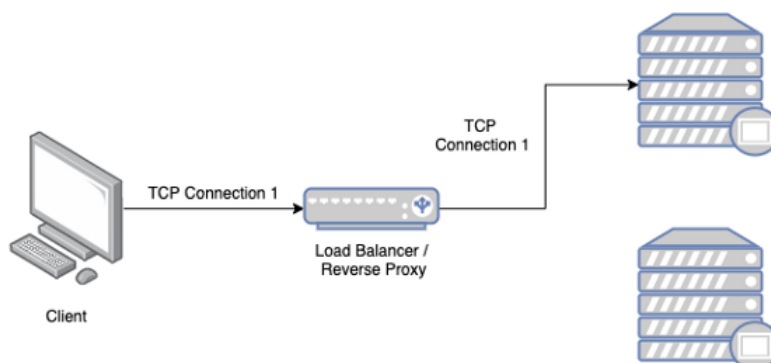 TCP
Connection 1
TCP Connection 1
Load Balancer /
Reverse Proxy
Client